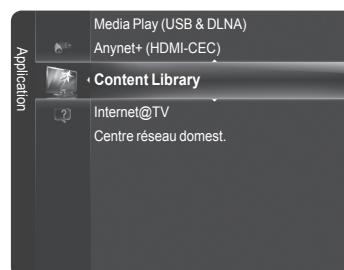 Application
Media Play (USB & DLNA)
Anynet+ (HDMI-CEC)
Content Library
Internet@TV
Centre réseau domest.